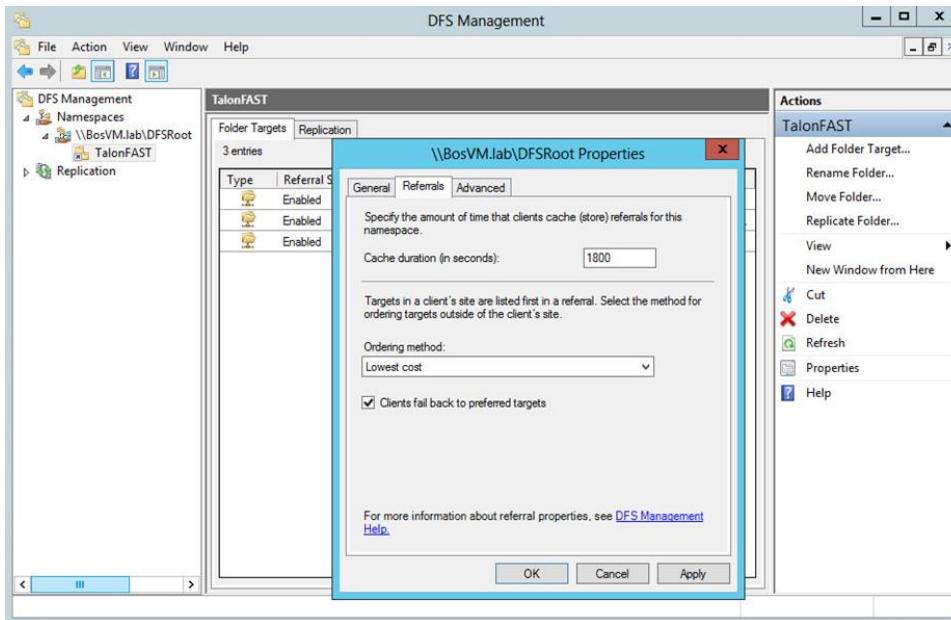 DFS Management
File Action View Window Help
DFS Management
Namespaces
\\BosVM.lab\DFSRoot
TalonFAST
Replication
TalonFAST
Folder Targets Replication
3 entries
Type Referral S
Enabled
Enabled
Enabled
\\BosVM.lab\DFSRoot Properties
General Referrals Advanced
Specify the amount of time that clients cache (store) referrals for this
namespace.
Cache duration (in seconds): 1800
Targets in a client's site are listed first in a referral. Select the method for
ordering targets outside of the client's site.
Ordering method:
Lowest cost
Clients fail back to preferred targets
For more information about referral properties, see DFS Management
Help.
OK Cancel Apply
Actions
TalonFAST
Add Folder Target...
Rename Folder...
Move Folder...
Replicate Folder...
View
New Window from Here
Cut
Delete
Refresh
Properties
Help